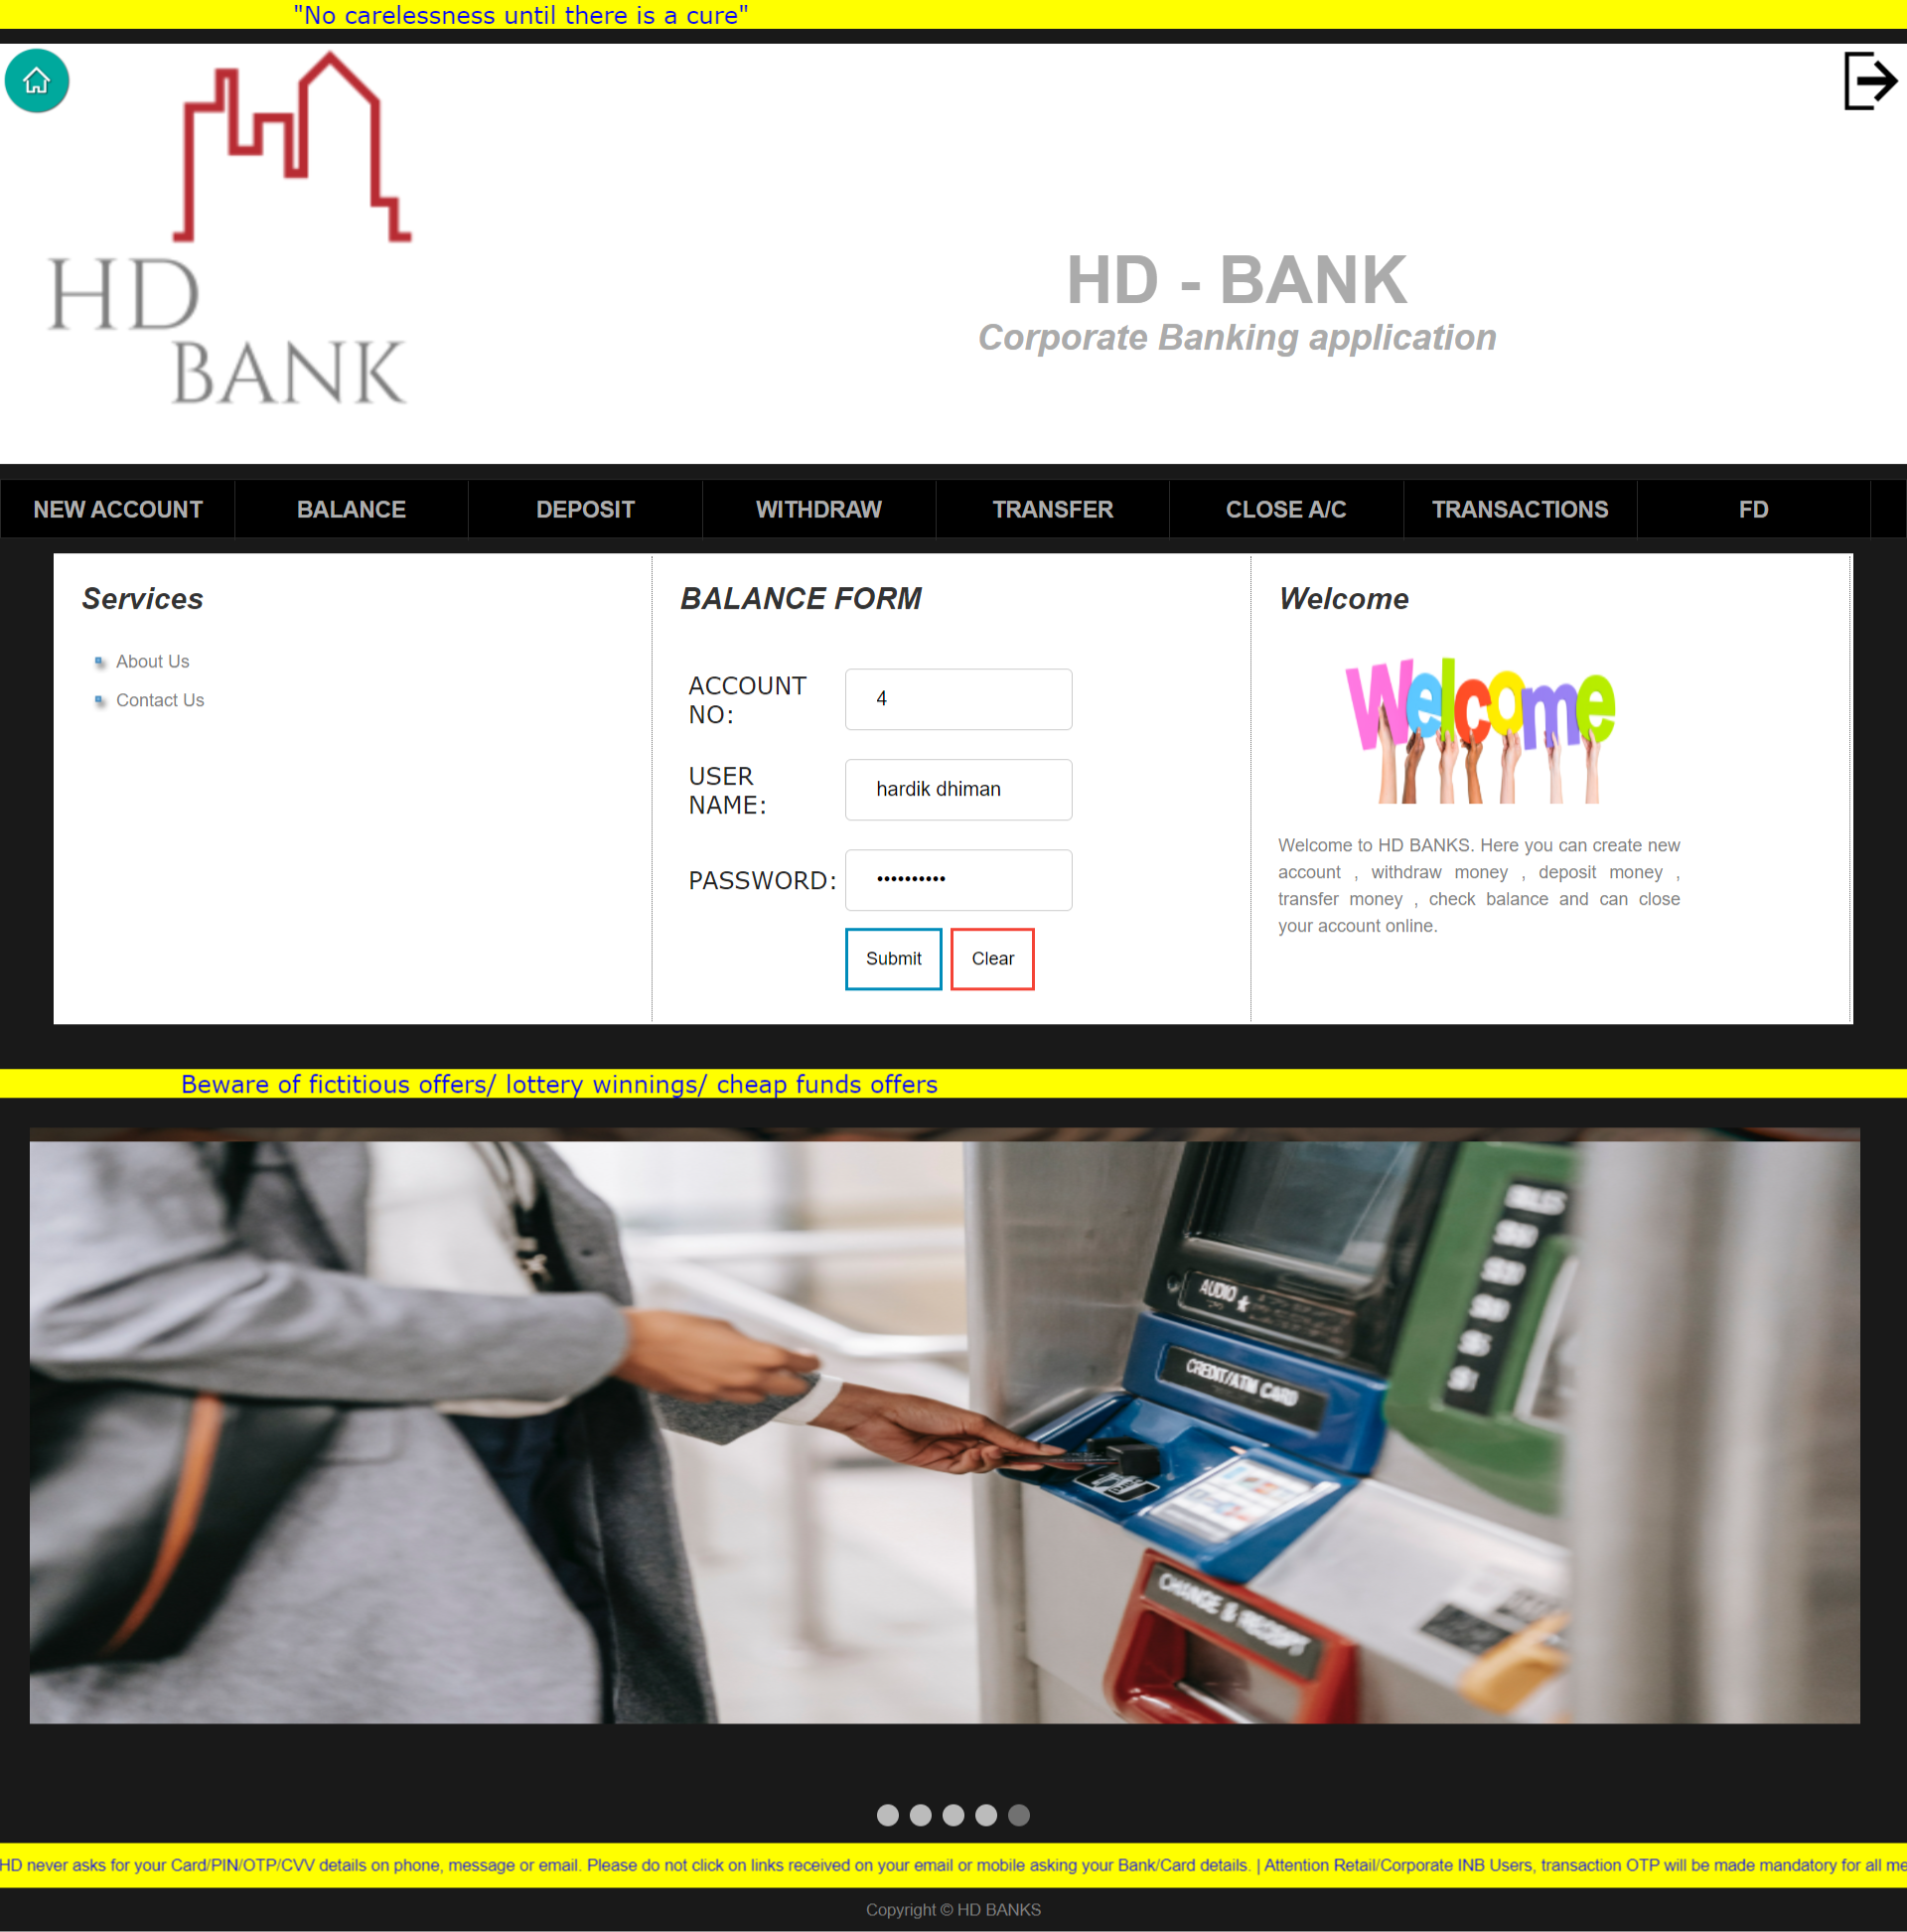 "No carelessness until there is a cure"
HD
BANK
HD - BANK
Corporate Banking application
NEW ACCOUNT
BALANCE
DEPOSIT
WITHDRAW
TRANSFER
CLOSE A/C
TRANSACTIONS
FD
Services
About Us
Contact Us
BALANCE FORM
ACCOUNT
NO:
4
USER
NAME:
hardik dhiman
PASSWORD:
••••••••••
Submit
Clear
Welcome
Welcome
Welcome to HD BANKS. Here you can create new
account , withdraw money , deposit money ,
transfer money , check balance and can close
your account online.
Beware of fictitious offers/ lottery winnings/ cheap funds offers
AUDIO
CREDIT/ATM CARD
CHANGE & RECEIPTS
HD never asks for your Card/PIN/OTP/CVV details on phone, message or email. Please do not click on links received on your email or mobile asking your Bank/Card details. | Attention Retail/Corporate INB Users, transaction OTP will be made mandatory for all me
Copyright © HD BANKS